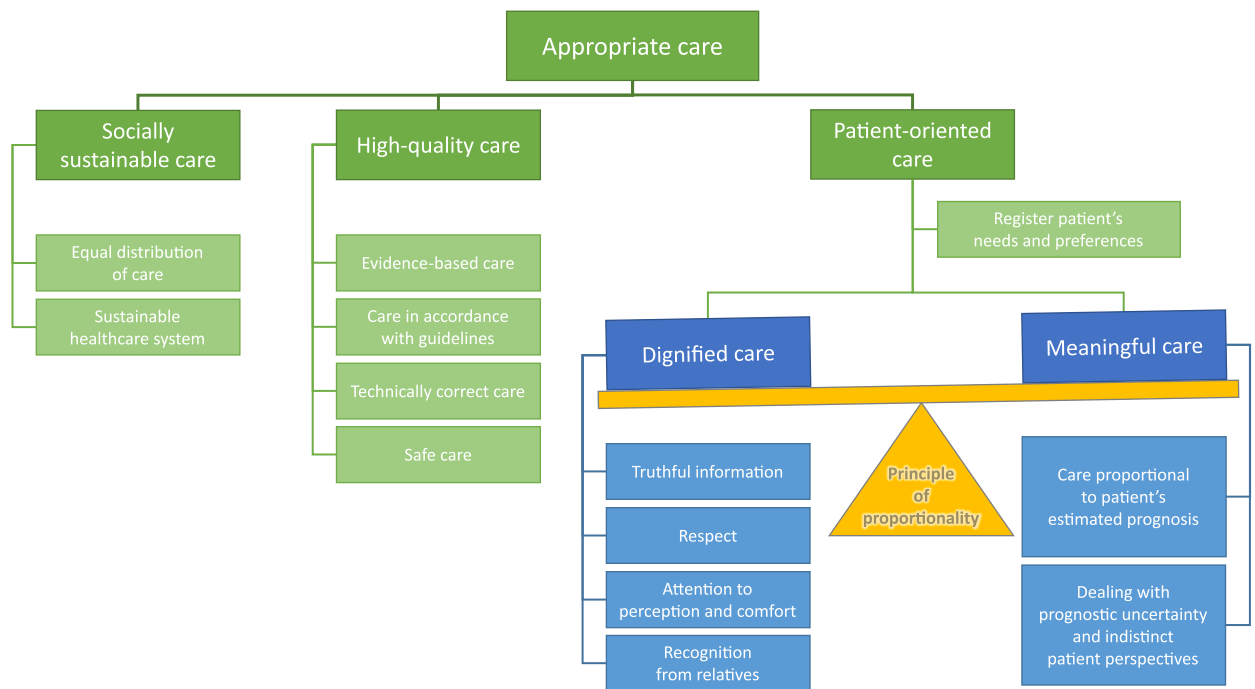 Appropriate care
Socially
sustainable care
High-quality care
Patient-oriented
care
Register patient's
needs and preferences
Equal distribution
of care
Sustainable
healthcare system
Evidence-based care
Care in accordance
with guidelines
Technically correct care
Safe care
Dignified care
Meaningful care
Truthful information
Respect
Attention to
perception and comfort
Recognition
from relatives
Principle
of
proportionality
Care proportional
to patient's
estimated prognosis
Dealing with
prognostic uncertainty
and indistinct
patient perspectives